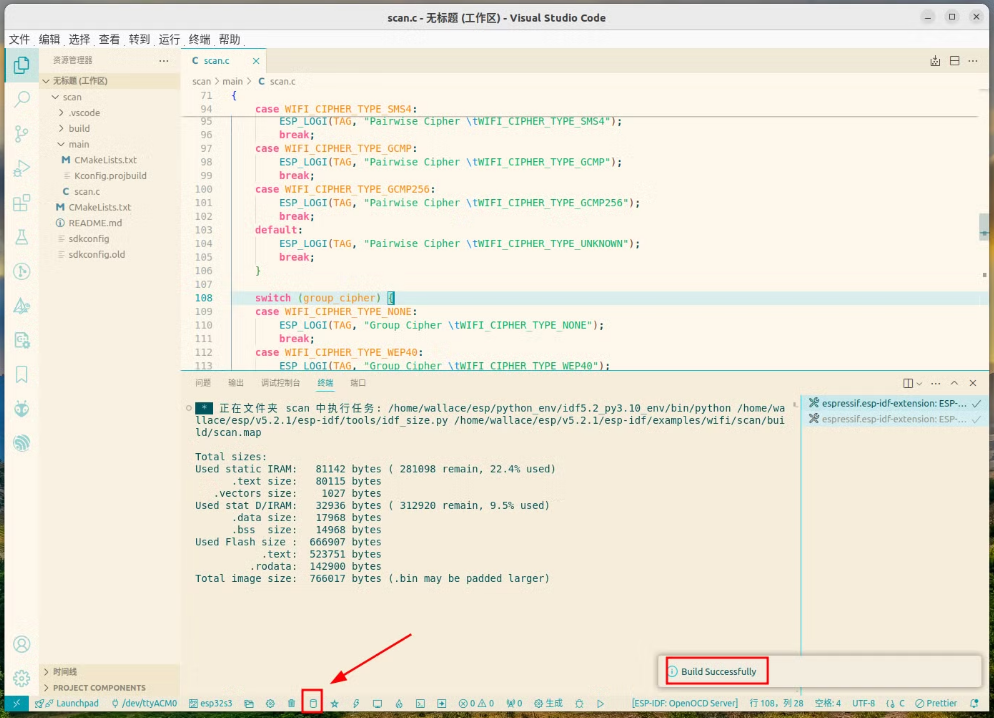 scan.c - 无标题 (工作区) - Visual Studio Code
文件 编辑 选择 查看 转到 运行 终端 帮助
资源管理器 ···
无标题 (工作区)
scan
.vscode
build
main
CMakeLists.txt
Kconfig.projbuild
C scan.c
CMakeLists.txt
README.md
sdkconfig
sdkconfig.old
时间线
PROJECT COMPONENTS
C scan.c
scan > main > C scan.c
71 {
94 case WIFI_CIPHER_TYPE_SMS4:
95 ESP_LOGI(TAG, "Pairwise Cipher \tWIFI_CIPHER_TYPE_SMS4");
96 break;
97 case WIFI_CIPHER_TYPE_GCMP:
98 ESP_LOGI(TAG, "Pairwise Cipher \tWIFI_CIPHER_TYPE_GCMP");
99 break;
100 case WIFI_CIPHER_TYPE_GCMP256:
101 ESP_LOGI(TAG, "Pairwise Cipher \tWIFI_CIPHER_TYPE_GCMP256");
102 break;
103 default:
104 ESP_LOGI(TAG, "Pairwise Cipher \tWIFI_CIPHER_TYPE_UNKNOWN");
105 break;
106 }
107
108 switch (group_cipher) {
109 case WIFI_CIPHER_TYPE_NONE:
110 ESP_LOGI(TAG, "Group Cipher \tWIFI_CIPHER_TYPE_NONE");
111 break;
112 case WIFI_CIPHER_TYPE_WEP40:
113 ESP_LOGI(TAG, "Group Cipher \tWIFI_CIPHER_TYPE_WEP40");
问题 输出 调试控制台 终端 端口
* 正在文件夹 scan 中执行任务: /home/wallace/esp/python_env/idf5.2_py3.10_env/bin/python /home/wa
llace/esp/v5.2.1/esp-idf/tools/idf_size.py /home/wallace/esp/v5.2.1/esp-idf/examples/wifi/scan/bui
ld/scan.map
Total sizes:
Used static IRAM: 81142 bytes ( 281098 remain, 22.4% used)
.text size: 80115 bytes
.vectors size: 1027 bytes
Used stat D/IRAM: 32936 bytes ( 312920 remain, 9.5% used)
.data size: 17968 bytes
.bss size: 14968 bytes
Used Flash size : 666907 bytes
.text: 523751 bytes
.rodata: 142900 bytes
Total image size: 766017 bytes (.bin may be padded larger)
espressif.esp-idf-extension: ESP-...
espressif.esp-idf-extension: ESP-...
Build Successfully
Launchpad /dev/ttyACM0 esp32s3 0 0 0 生成 [ESP-IDF: OpenOCD Server] 行 108，列 28 空格: 4 UTF-8 C Prettier